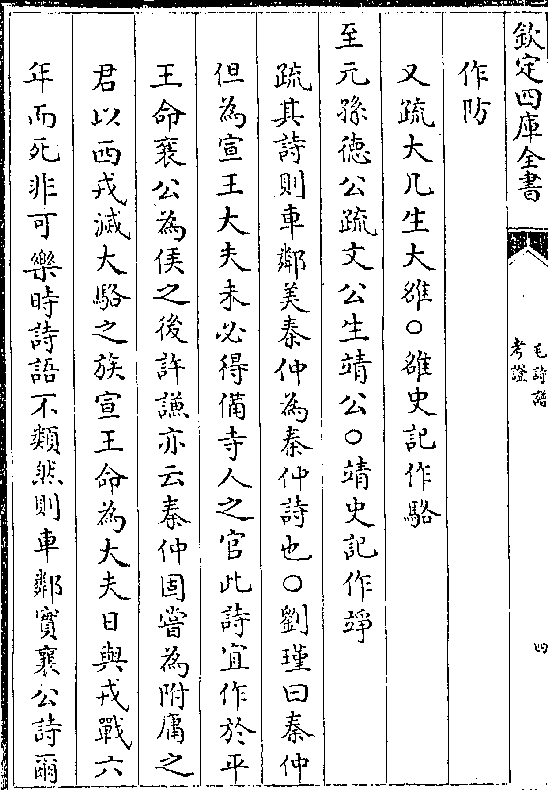 欽定四庫全書
毛詩譜
考證
四
作防
又疏大几生大雒○雒史記作駱
至元孫德公疏文公生靖公○靖史記作竫
疏其詩則車鄰美秦仲為秦仲詩也○劉瑾曰秦仲
但為宣王大夫未必得備寺人之官此詩宜作於平
王命襄公為侯之後許謙亦云秦仲固嘗為附庸之
君以西戎滅大駱之族宣王命為大夫日與戎戰六
年而死非可樂時詩語不類然則車鄰實襄公詩爾